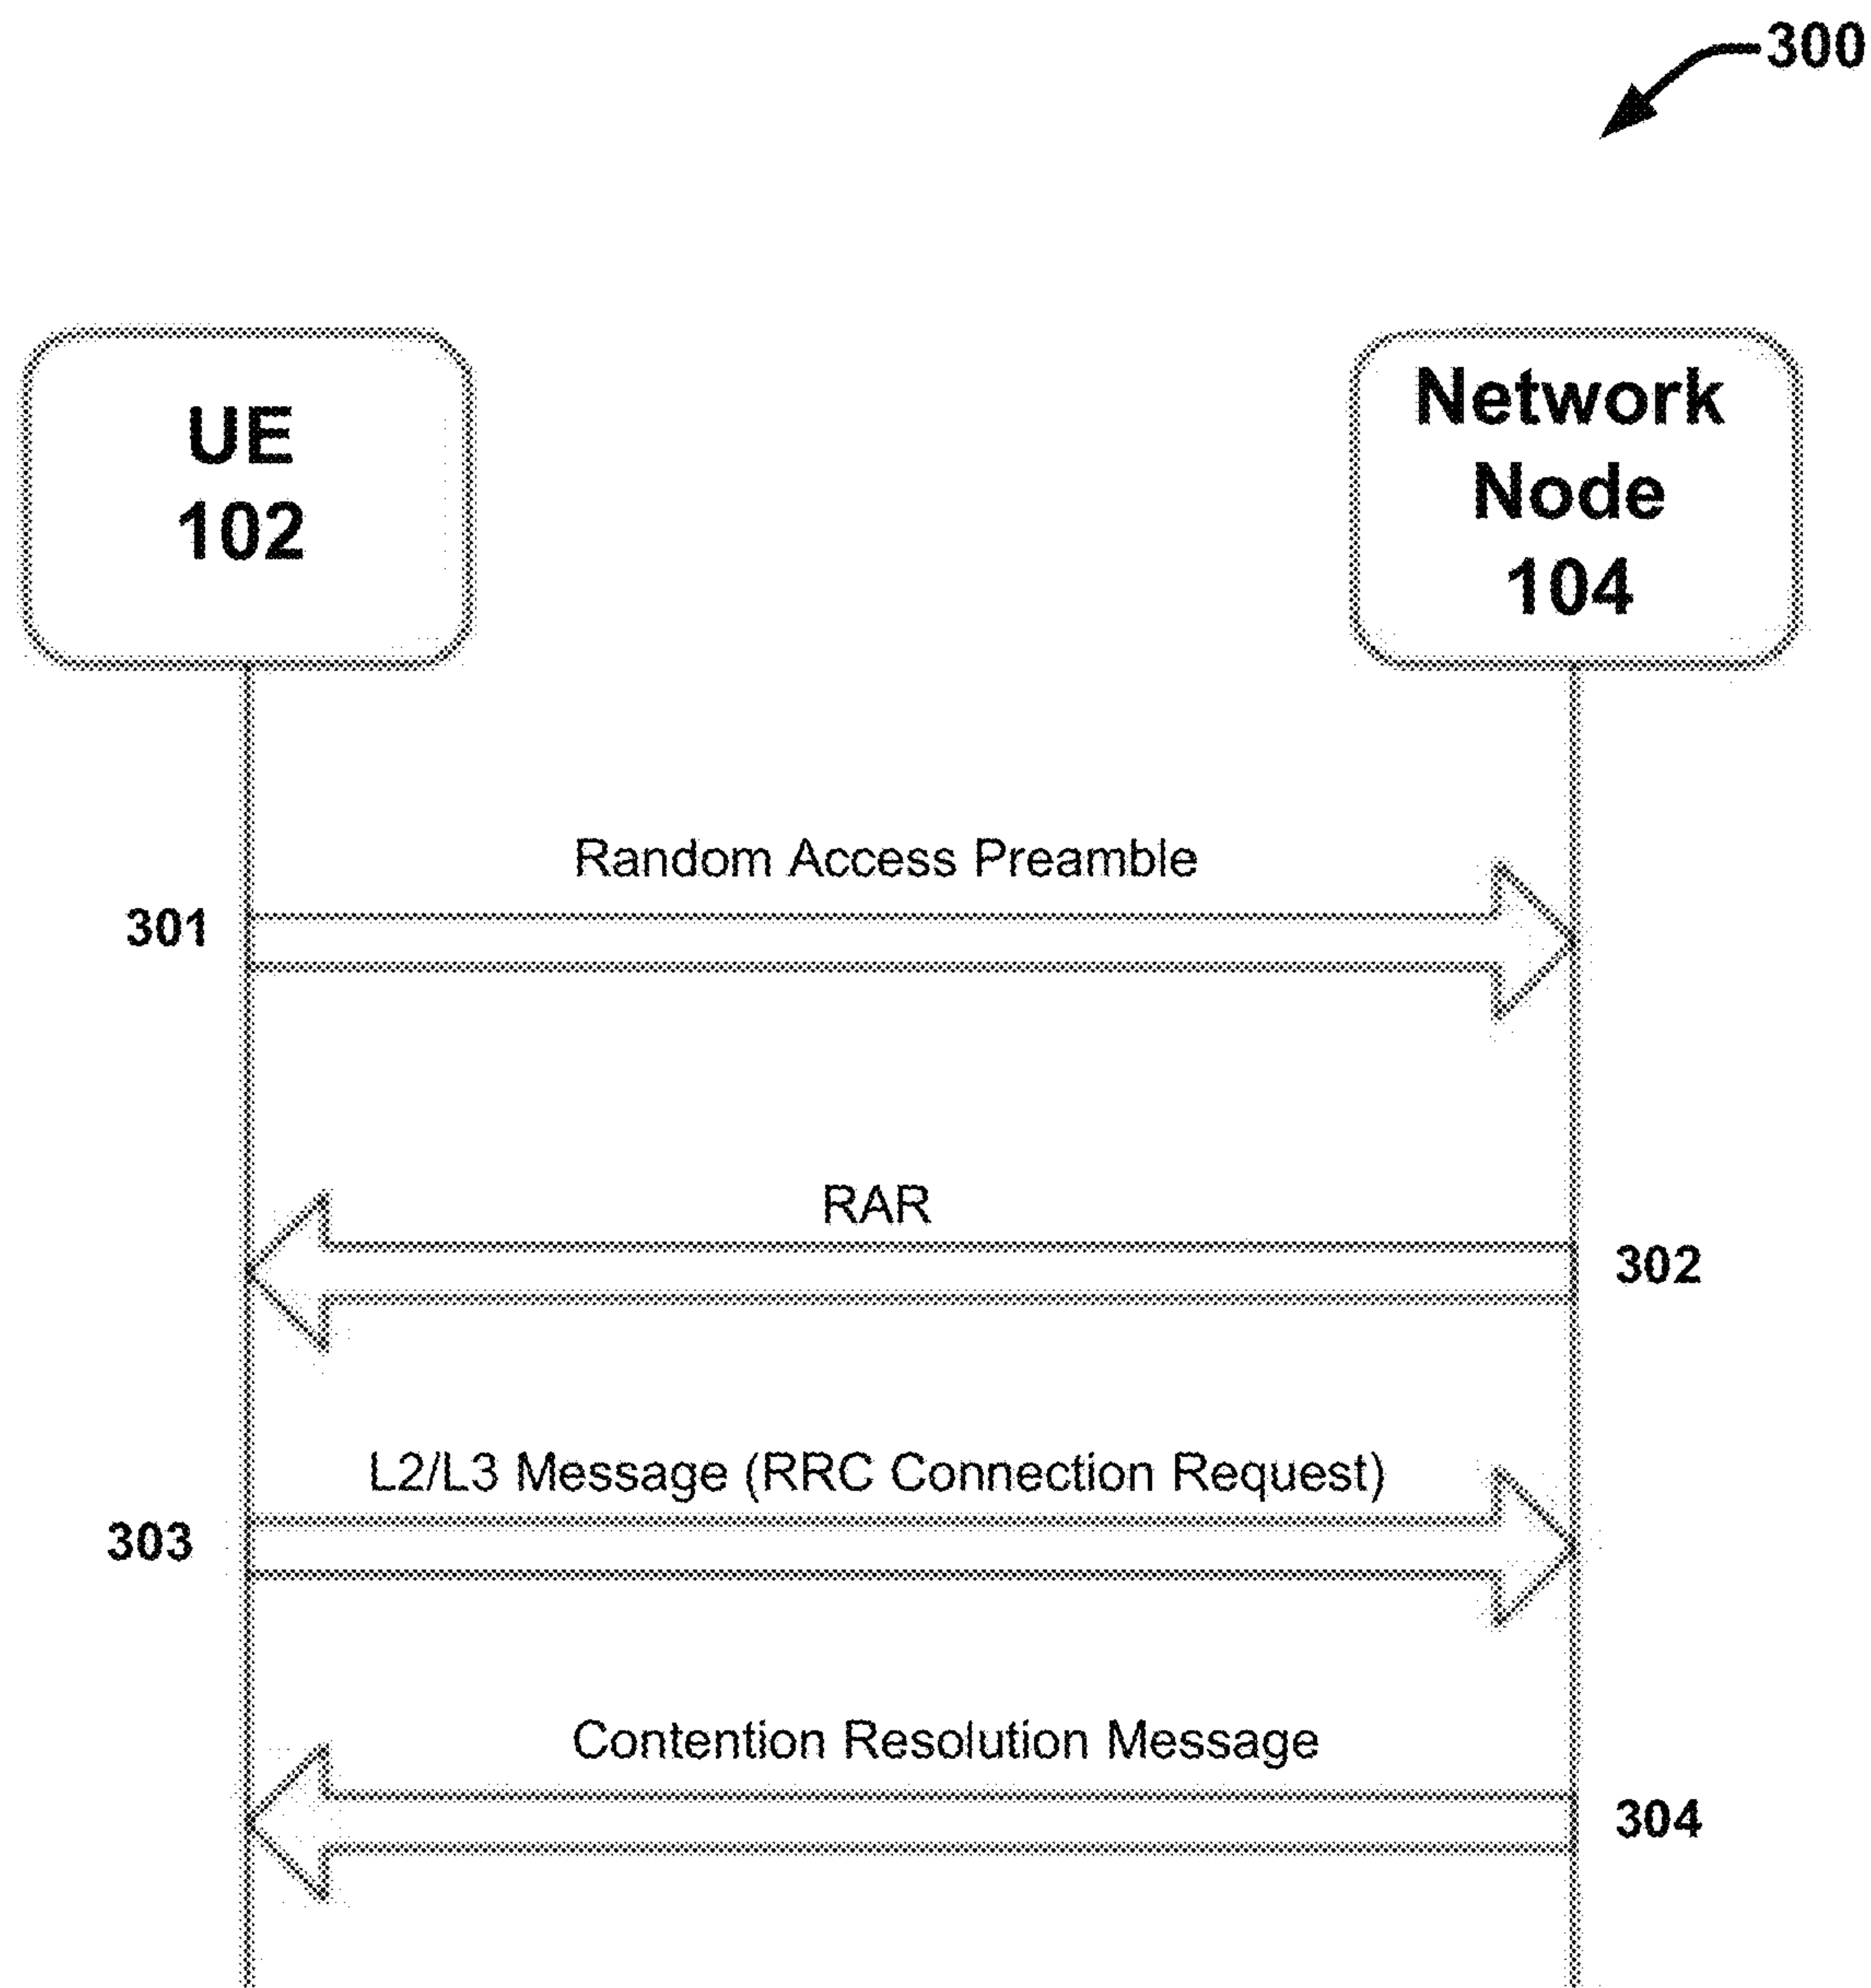 300
UE
102
Network
Node
104
Random Access Preamble
301
RAR
302
L2/L3 Message (RRC Connection Request)
303
Contention Resolution Message
304